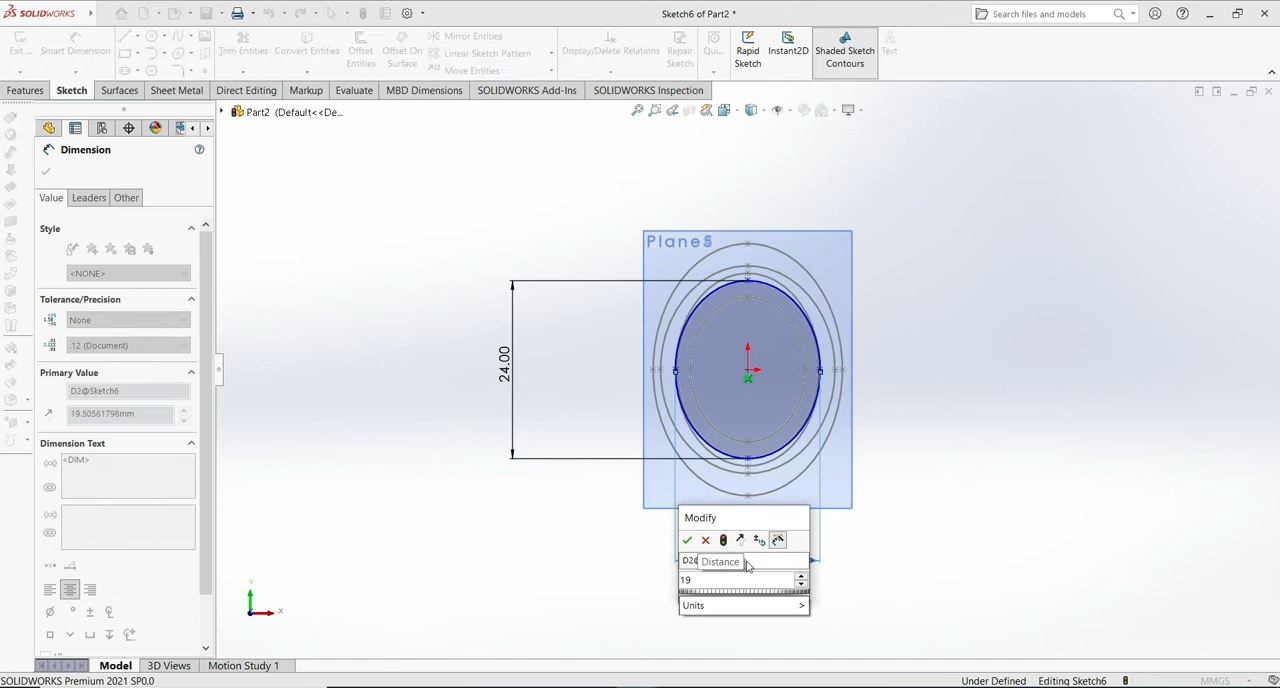 SOLIDWORKS
Sketch6 of Part2 *
Search files and models
Exit ...
Smart Dimension
Trim Entities
Convert Entities
Offset Entities
Offset On Surface
Mirror Entities
Linear Sketch Pattern
Move Entities
Display/Delete Relations
Repair Sketch
Qui...
Rapid Sketch
Instant2D
Shaded Sketch Contours
Text
Features
Sketch
Surfaces
Sheet Metal
Direct Editing
Markup
Evaluate
MBD Dimensions
SOLIDWORKS Add-Ins
SOLIDWORKS Inspection
Part2 (Default<<De...
Dimension
Value
Leaders
Other
Style
<NONE>
Tolerance/Precision
None
.12 (Document)
Primary Value
D2@Sketch6
19.50561798mm
Dimension Text
<DIM>
24.00
Modify
Distance
19
Units
X
Model
3D Views
Motion Study 1
SOLIDWORKS Premium 2021 SP0.0
Under Defined
Editing Sketch6
MMGS